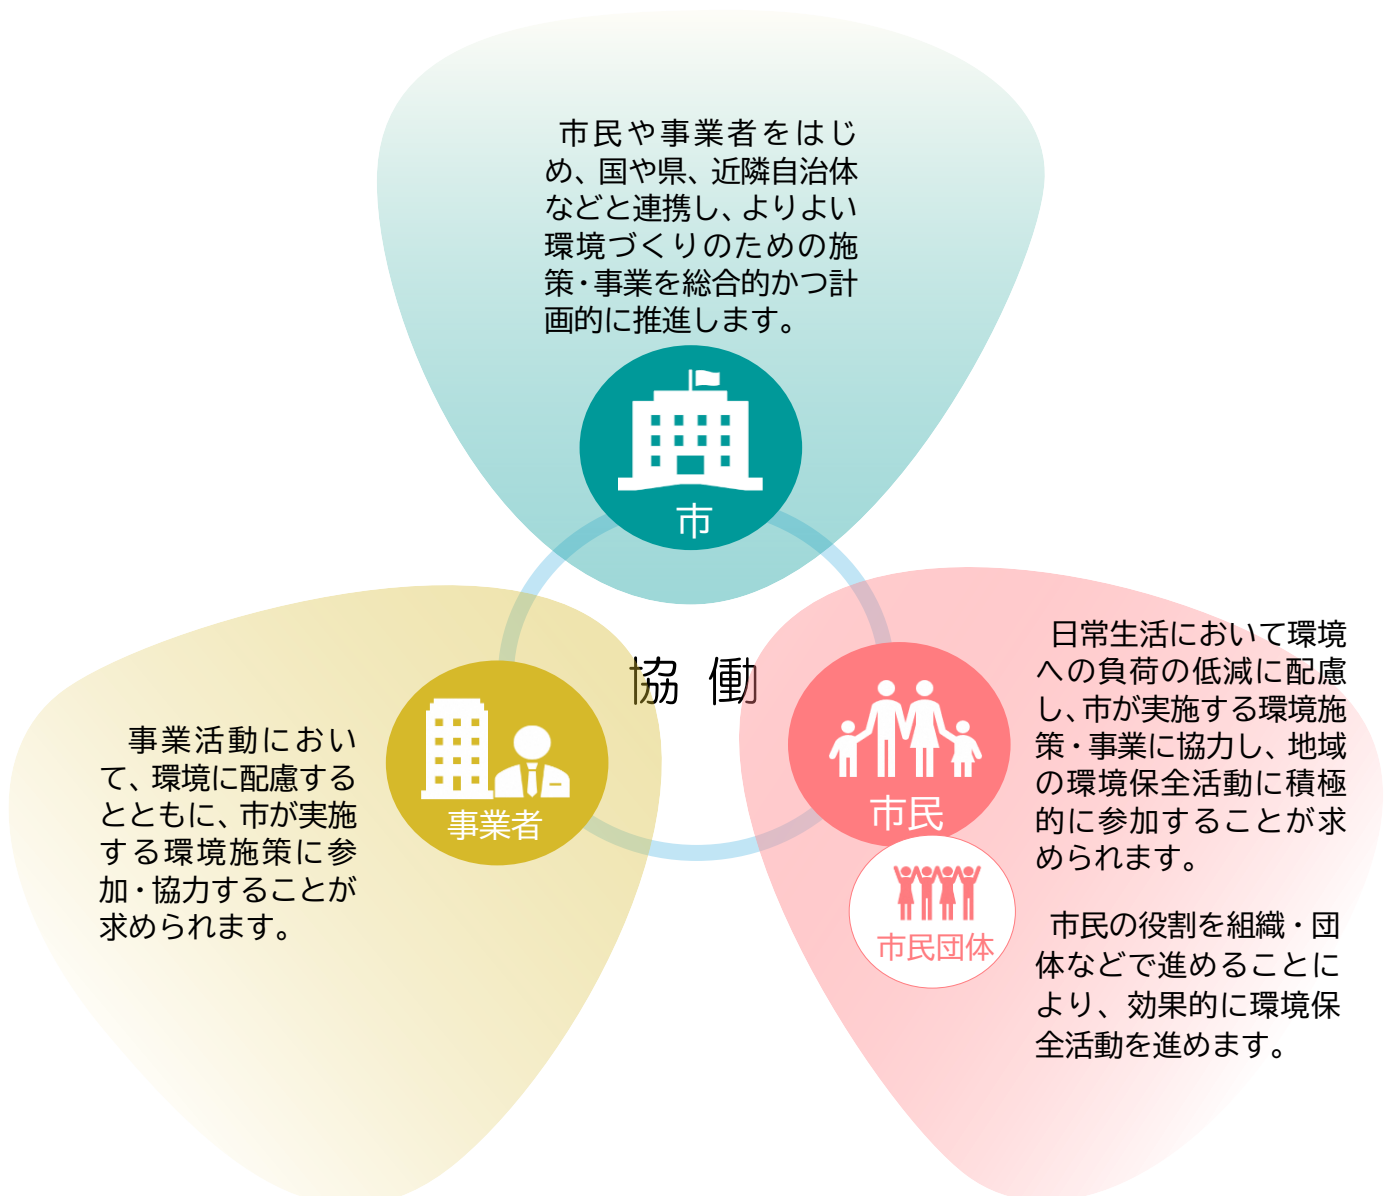 市民や事業者をはじ
め、国や県、近隣自治体
などと連携し、よりよい
環境づくりのための施
策・事業を総合的かつ計
画的に推進します。
市
協働
事業活動におい
て、環境に配慮する
とともに、市が実施
する環境施策に参
加・協力することが
求められます。
事業者
市民
市民団体
日常生活において環境
への負荷の低減に配慮
し、市が実施する環境施
策・事業に協力し、地域
の環境保全活動に積極
的に参加することが求
められます。
市民の役割を組織・団
体などで進めることに
より、効果的に環境保
全活動を進めます。